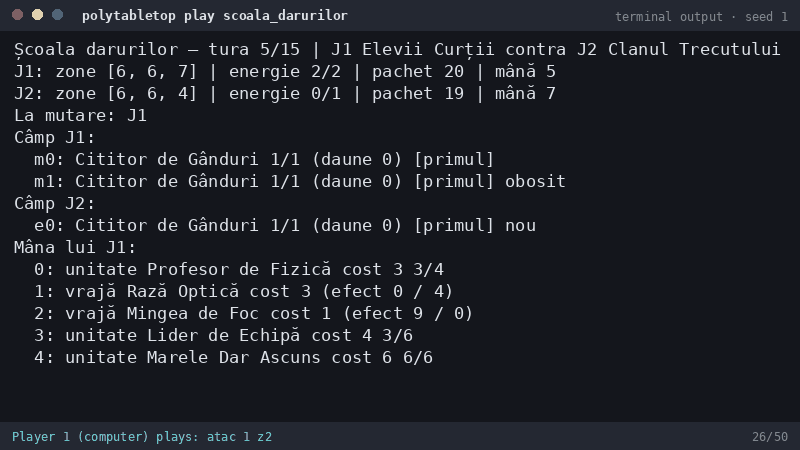 polytabletop play scoala_darurilor
terminal output · seed 1
Școala darurilor — tura 5/15 | J1 Elevii Curții contra J2 Clanul Trecutului
J1: zone [6, 6, 7] | energie 2/2 | pachet 20 | mână 5
J2: zone [6, 6, 4] | energie 0/1 | pachet 19 | mână 7
La mutare: J1
Câmp J1:
  m0: Cititor de Gânduri 1/1 (daune 0) [primul]
  m1: Cititor de Gânduri 1/1 (daune 0) [primul] obosit
Câmp J2:
  e0: Cititor de Gânduri 1/1 (daune 0) [primul] nou
Mâna lui J1:
  0: unitate Profesor de Fizică cost 3 3/4
  1: vrajă Rază Optică cost 3 (efect 0 / 4)
  2: vrajă Mingea de Foc cost 1 (efect 9 / 0)
  3: unitate Lider de Echipă cost 4 3/6
  4: unitate Marele Dar Ascuns cost 6 6/6
Player 1 (computer) plays: atac 1 z2
26/50